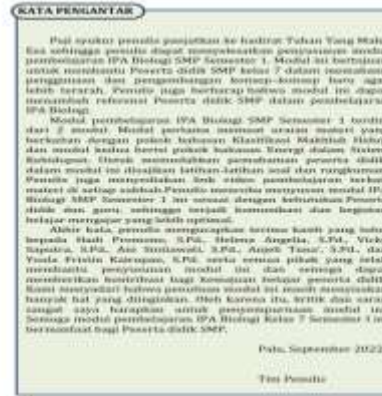 KATA PENGANTAR
Puji syukur penulis panjatkan ke hadirat Tuhan Yang Maha
Esa sehingga penulis dapat menyelesaikan penyusunan modul
pembelajaran IPA Biologi SMP Semester 1. Modul ini bertujuan
untuk membantu Peserta didik SMP kelas 7 dalam memahami
penggunaan dan pengembangan konsep-konsep baru agar
lebih terarah. Penulis juga berharap bahwa modul ini dapat
menambah referensi Peserta didik SMP dalam pembelajaran
IPA Biologi.
Modul pembelajaran IPA Biologi SMP Semester 1 terdiri
dari 2 modul. Modul pertama memuat uraian materi yang
berkaitan dengan pokok bahasan Klasifikasi Makhluk Hidup
dan modul kedua berisi pokok bahasan Energi dalam Sistem
Kehidupan. Untuk memudahkan pemahaman peserta didik,
dalam modul ini disajikan latihan-latihan soal dan rangkuman.
Penulis juga menyediakan link video pembelajaran terkait
materi di setiap subbab. Penulis mencoba menyusun modul IPA
Biologi SMP Semester 1 ini sesuai dengan kebutuhan Peserta
didik dan guru, sehingga terjadi komunikasi dan kegiatan
belajar mengajar yang lebih optimal.
Akhir kata, penulis mengucapkan terima kasih yang tulus
kepada Hadi Pramono, S.Pd., Helena Angelia, S.Pd., Vicky
Saputra, S.Pd., S.Pd., Anjeli S.Pd., dan
S.Pd. serta semua pihak yang telah
membantu penyusunan modul ini dan semoga dapat
memberikan kontribusi bagi kemajuan belajar peserta didik.
Kami menyadari bahwa penulisan modul ini masih
banyak hal yang diinginkan. Oleh karena itu, kritik dan saran
sangat saya harapkan untuk penyempurnaan modul ini.
Semoga modul pembelajaran IPA Biologi Kelas 7 Semester 1 ini
bermanfaat bagi Peserta didik SMP.
Palu, September 2022
Tim Penulis